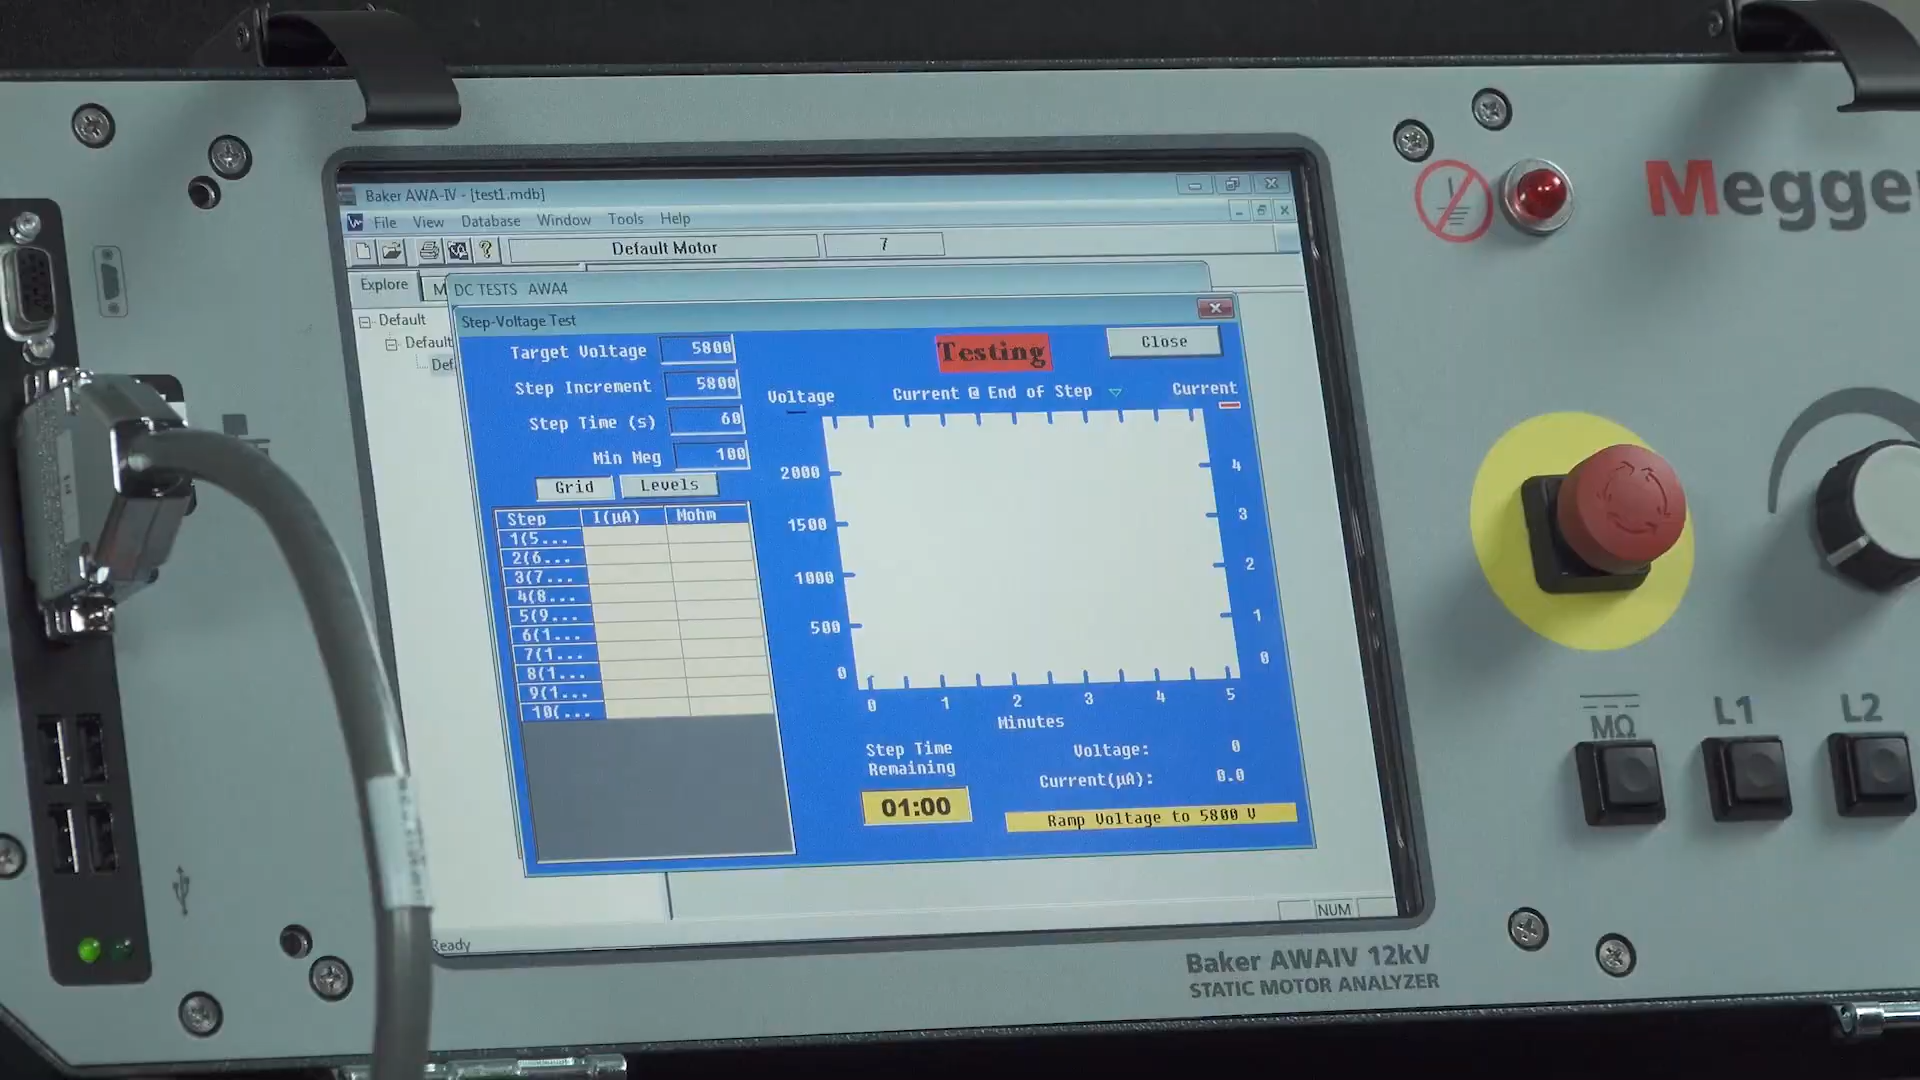 Baker AWA-IV - [test1.mdb]
File View Database Window Tools Help
Default Motor 7
Explore M
DC TESTS AWA4
Default
Default
Def
Step-Voltage Test
Target Voltage 5800
Step Increment 5800
Step Time (s) 60
Min Meg 100
Grid Levels
Testing
Close
Voltage Current @ End of Step Current
Step I(µA) Mohm
1(5...
2(6...
3(7...
4(8...
5(9...
6(1...
7(1...
8(1...
9(1...
10(...
2000
1500
1000
500
0
4
3
2
1
0
0 1 2 3 4 5
Minutes
Step Time
Remaining
01:00
Voltage: 0
Current(µA): 0.0
Ramp Voltage to 5800 V
Ready
NUM
Baker AWAIV 12kV
STATIC MOTOR ANALYZER
Megge
MΩ L1 L2